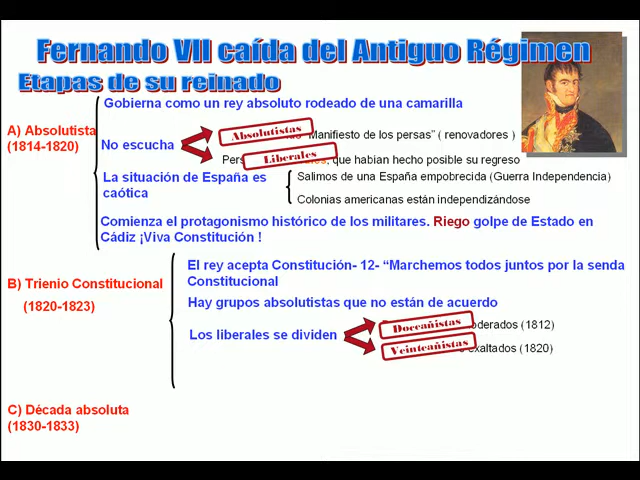 Fernando VII caída del Antiguo Régimen
Etapas de su reinado
A) Absolutista
(1814-1820)
Gobierna como un rey absoluto rodeado de una camarilla
No escucha
Absolutistas
"Manifiesto de los persas" ( renovadores )
Liberales
que habian hecho posible su regreso
La situación de España es
caótica
Salimos de una España empobrecida (Guerra Independencia)
Colonias americanas están independizándose
Comienza el protagonismo histórico de los militares. Riego golpe de Estado en
Cádiz ¡Viva Constitución !
B) Trienio Constitucional
(1820-1823)
El rey acepta Constitución- 12- “Marchemos todos juntos por la senda
Constitucional
Hay grupos absolutistas que no están de acuerdo
Los liberales se dividen
Doceañistas
(1812)
Veinteañistas
exaltados (1820)
C) Década absoluta
(1830-1833)